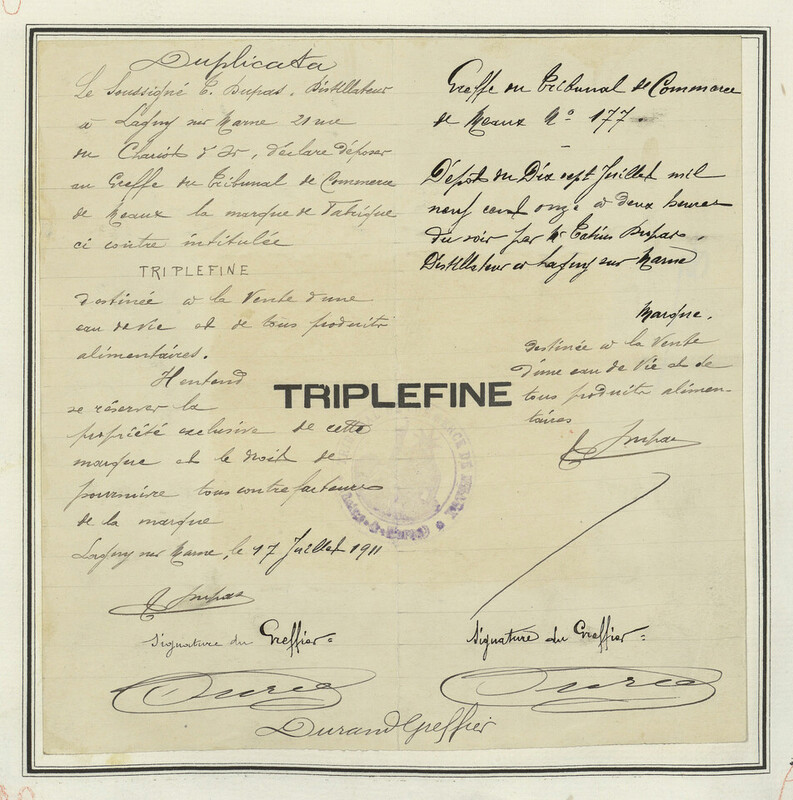 Duplicata
Le Soussigné C. Dupas, Distillateur
à Lagny sur Marne 21 rue
du Chariot d'Or, déclare déposer
au Greffe du Tribunal de Commerce
de Meaux la marque de Fabrique
ci contre intitulée
TRIPLEFINE
destinée à la Vente d'une
eau de vie et de tous produits
alimentaires.
Il entend
se réserver la
propriété exclusive de cette
marque et le droit de
poursuivre tous contrefacteurs
de la marque
Lagny sur Marne, le 17 Juillet 1911
C Dupas
Signature du Greffier=
TRIPLEFINE
Greffe du Tribunal de Commerce
de Meaux No 177.
Dépôt du Dix sept Juillet mil
neuf cent onze à deux heures
du soir par Mr Dupas,
Distillateur à Lagny sur Marne
Marque.
destinée à la Vente
d'une eau de Vie et de
tous produits alimen-
taires
C Dupas
Signature du Greffier=
Durand Greffier